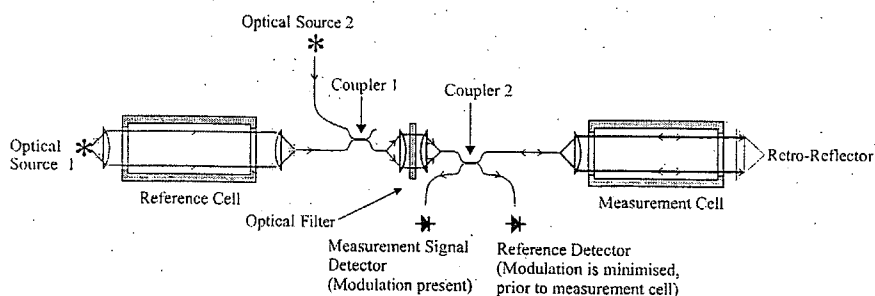 Optical Source 2
Coupler 1
Coupler 2
Optical
Source
1
Reference Cell
Optical Filter
Measurement Signal
Detector
(Modulation present)
Reference Detector
(Modulation is minimised,
prior to measurement cell)
Measurement Cell
Retro-Reflector